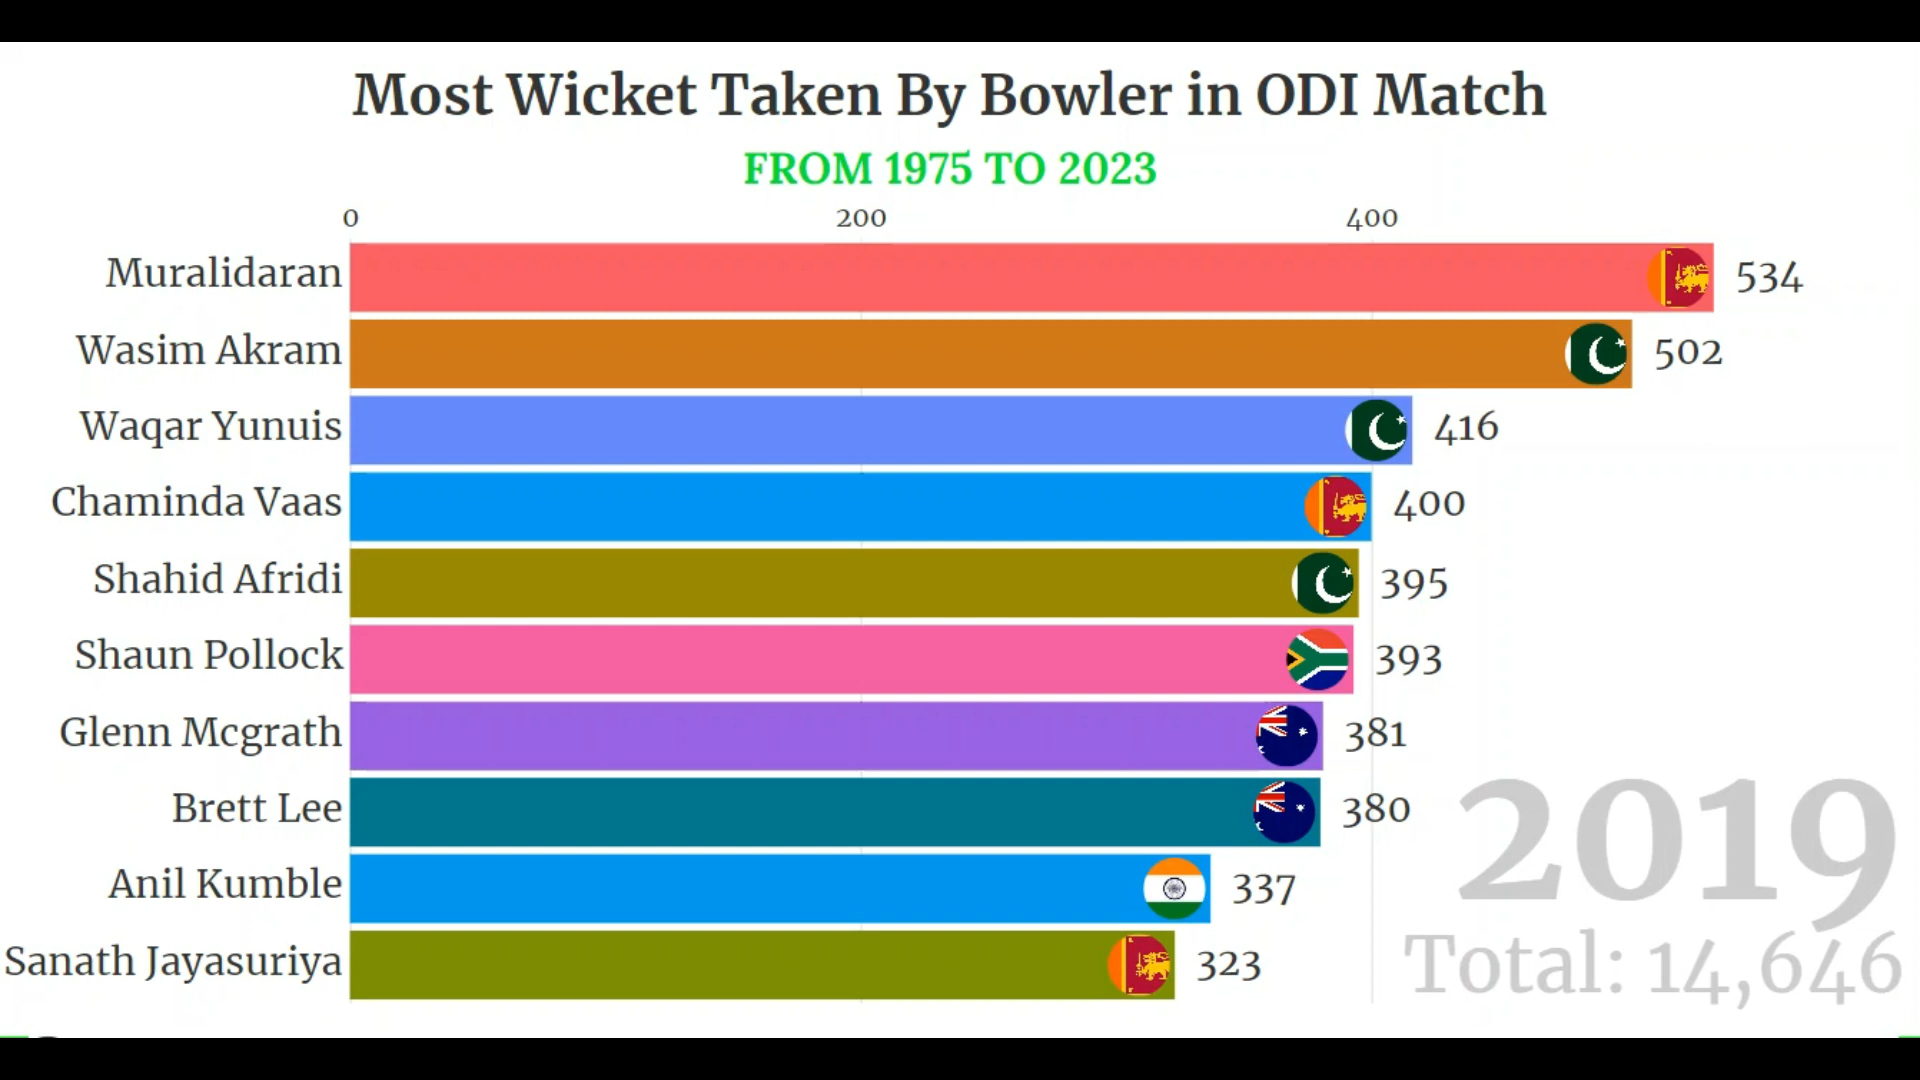 Most Wicket Taken By Bowler in ODI Match
FROM 1975 TO 2023
0 200 400
Muralidaran 534
Wasim Akram 502
Waqar Yunuis 416
Chaminda Vaas 400
Shahid Afridi 395
Shaun Pollock 393
Glenn Mcgrath 381
Brett Lee 380
Anil Kumble 337
Sanath Jayasuriya 323
2019
Total: 14,646